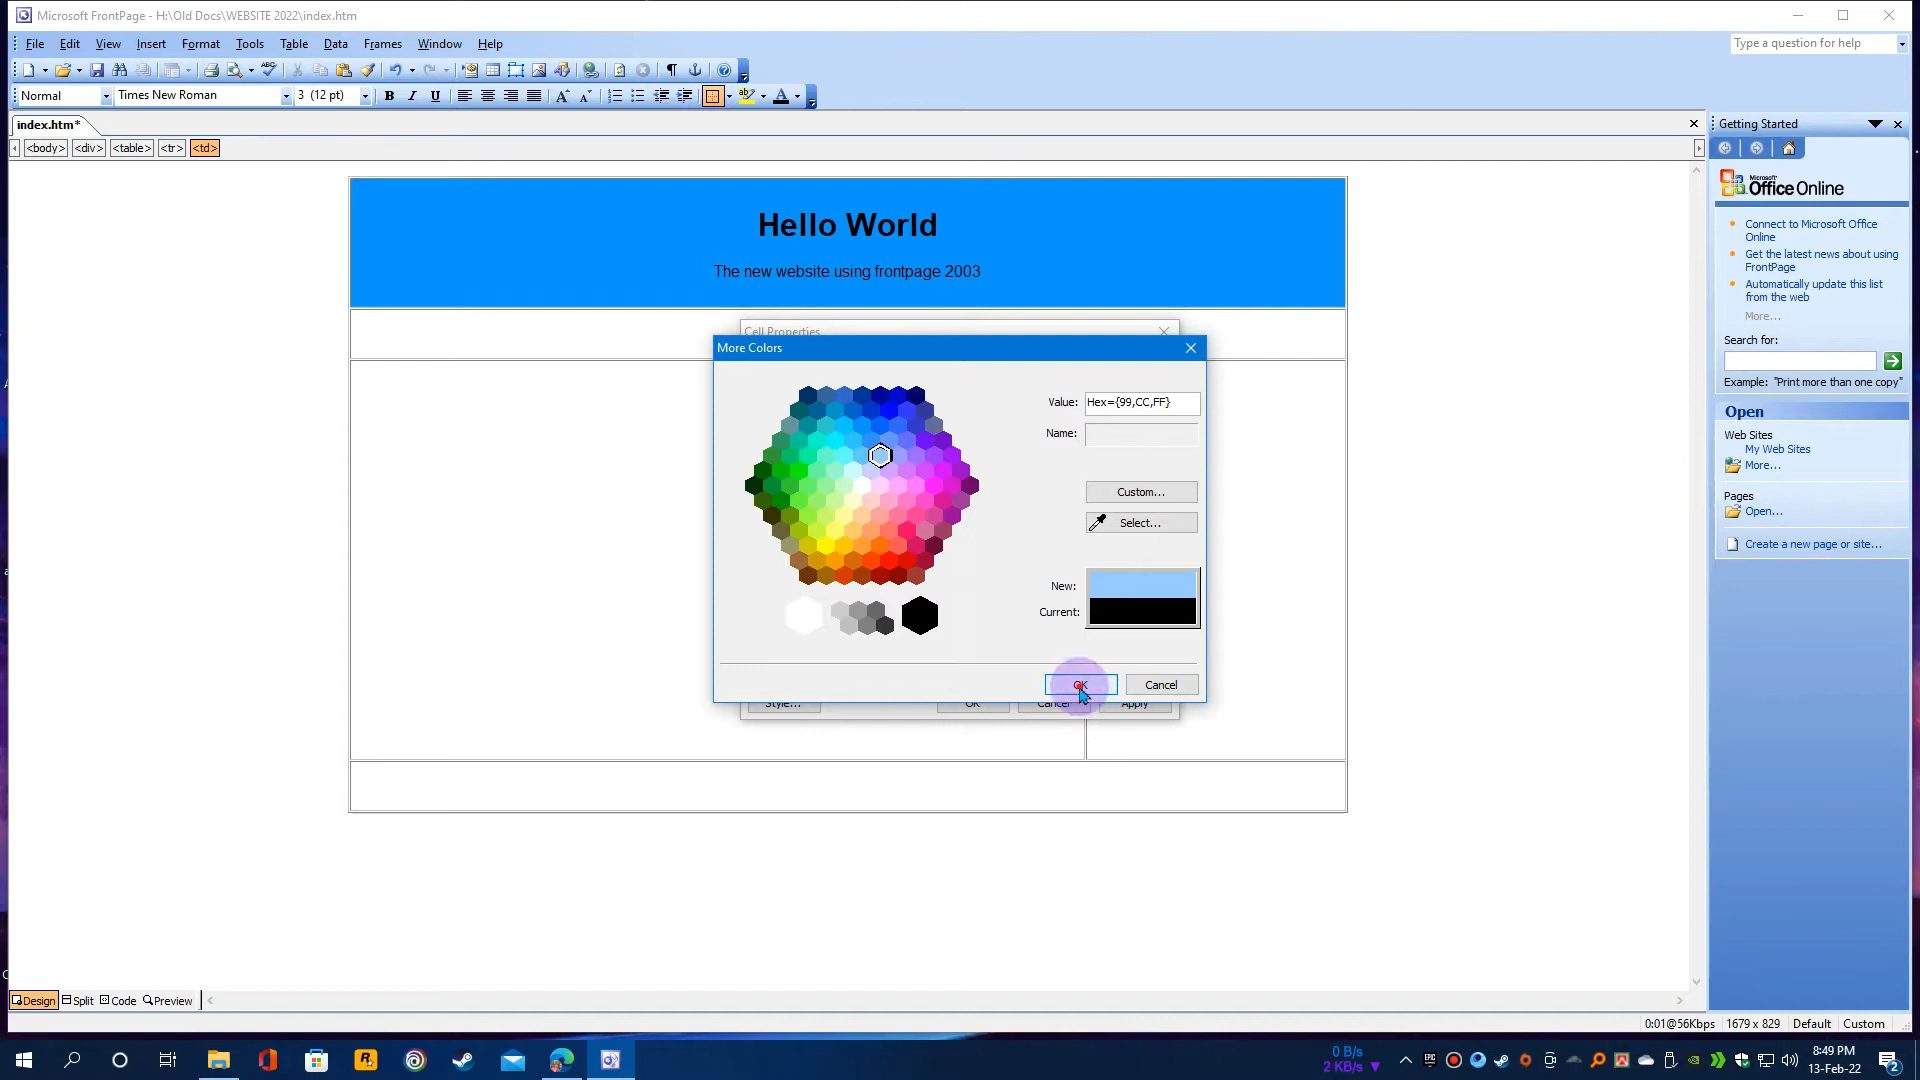 Microsoft FrontPage - H:\Old Docs\WEBSITE 2022\index.htm
File Edit View Insert Format Tools Table Data Frames Window Help
Type a question for help
Normal Times New Roman 3 (12 pt)
index.htm*
<body> <div> <table> <tr> <td>
Hello World
The new website using frontpage 2003
Cell Properties
More Colors
Value: Hex={99,CC,FF}
Name:
Custom...
Select...
New:
Current:
OK Cancel
Style... OK Cancel Apply
Getting Started
Microsoft
Office Online
Connect to Microsoft Office
Online
Get the latest news about using
FrontPage
Automatically update this list
from the web
More...
Search for:
Example: "Print more than one copy"
Open
Web Sites
My Web Sites
More...
Pages
Open...
Create a new page or site...
Design Split Code Preview
0:01@56Kbps 1679 x 829 Default Custom
0 B/s
2 KB/s
8:49 PM
13-Feb-22
2